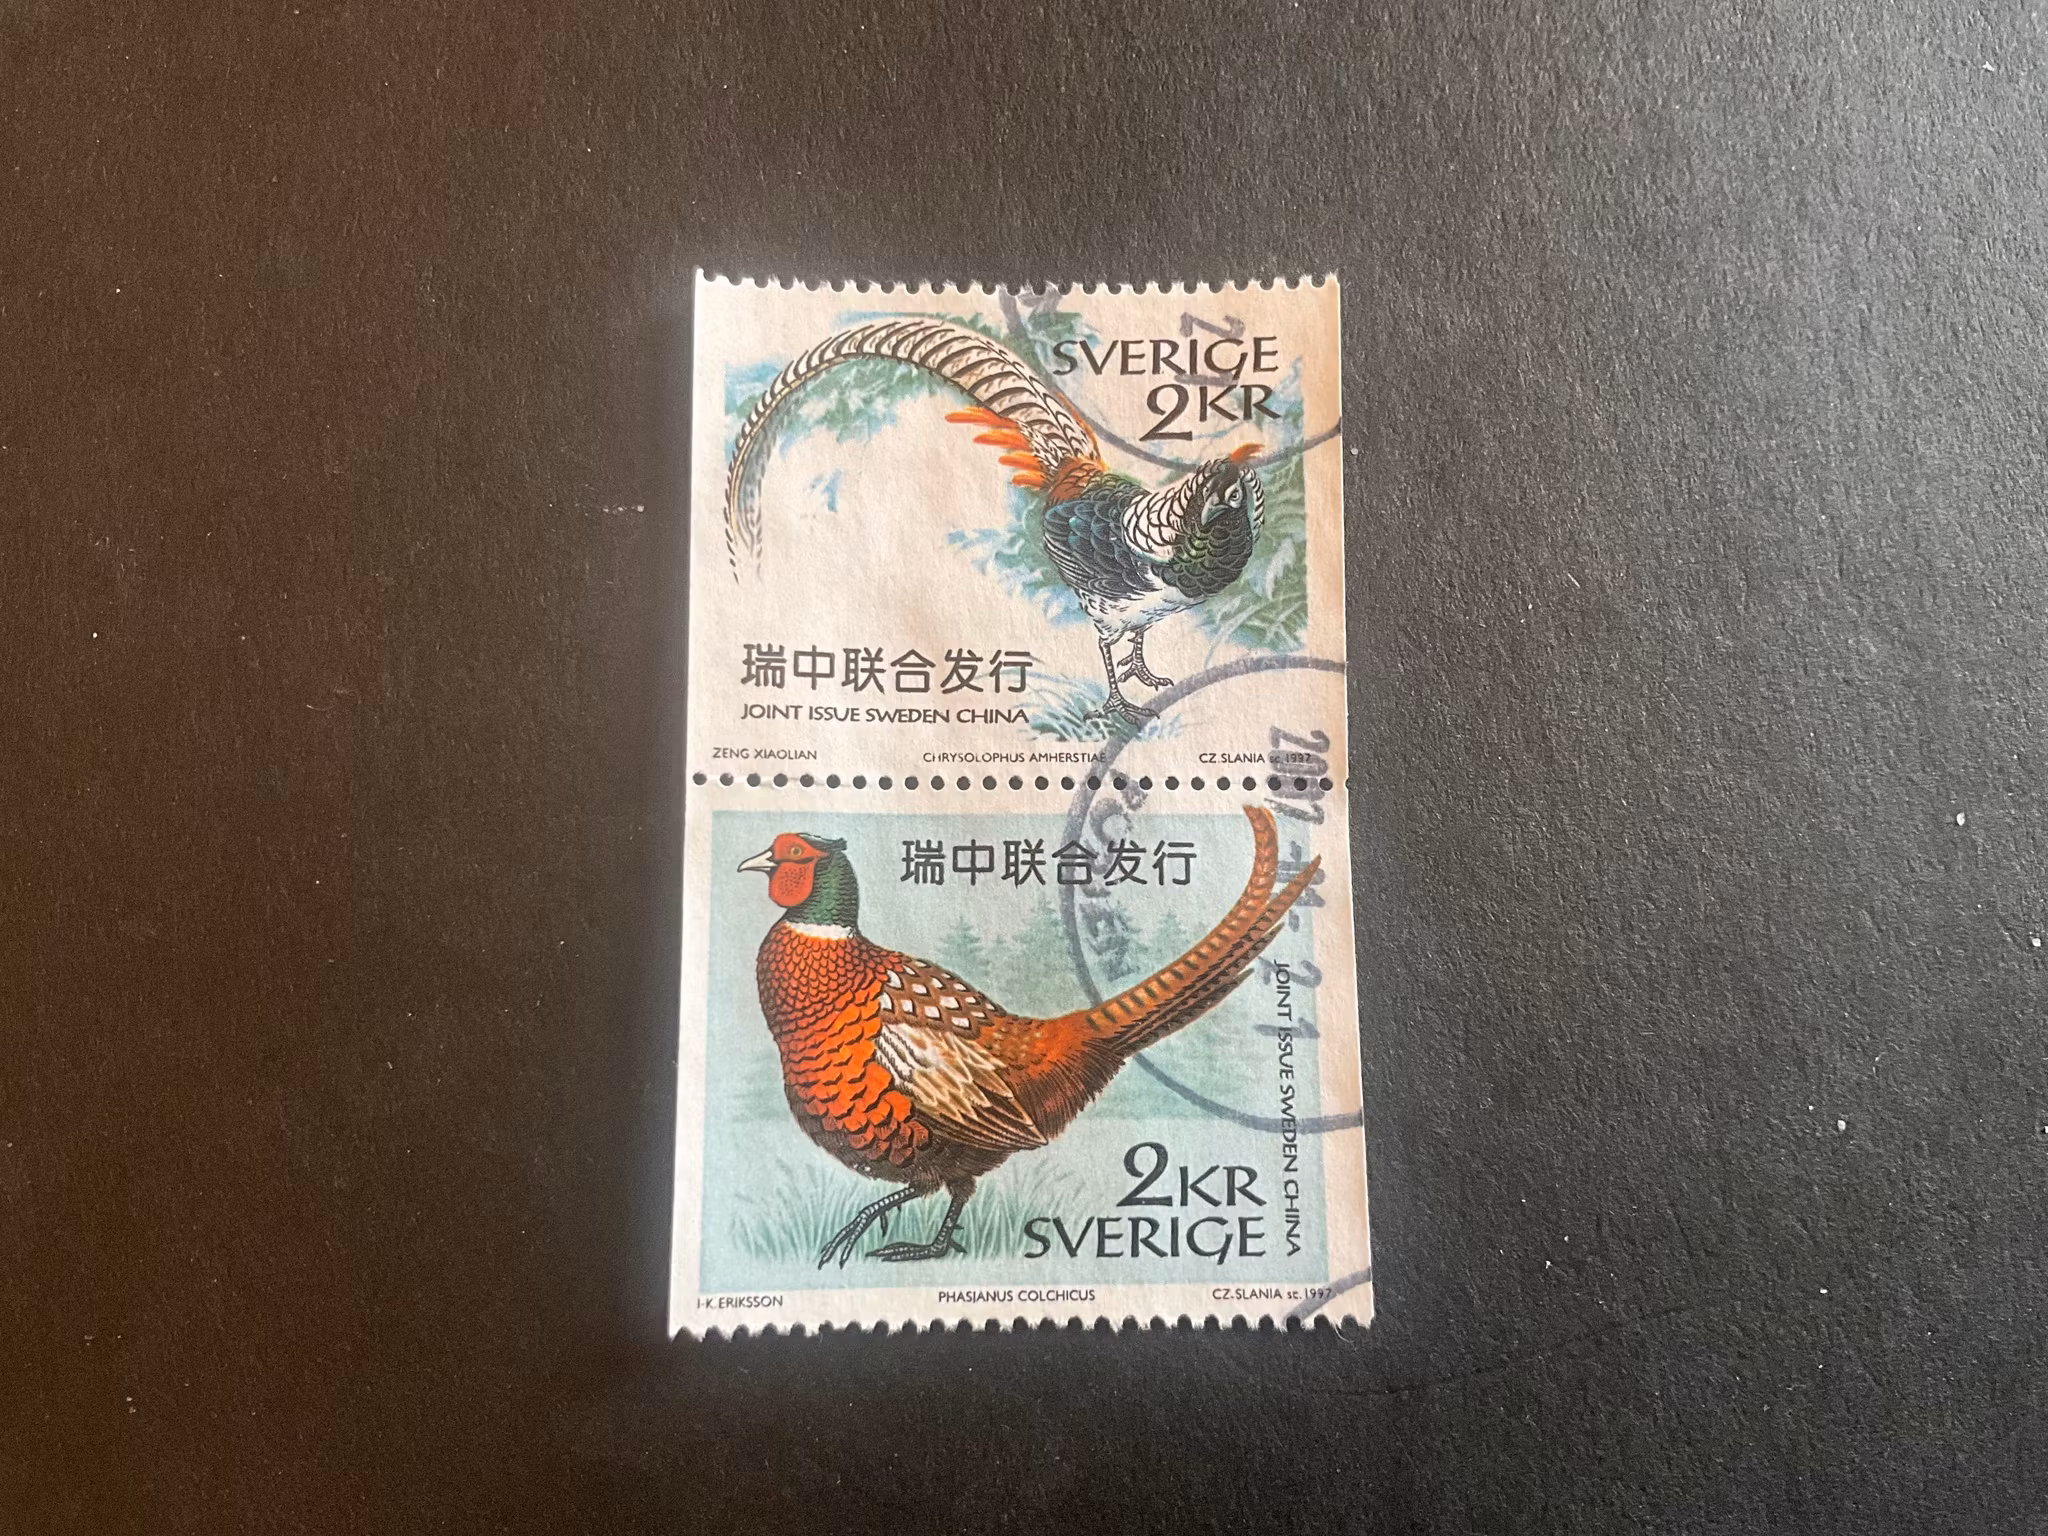 SVERIGE
2KR
瑞中联合发行
JOINT ISSUE SWEDEN CHINA
ZENG XIAOLIAN CHRYSOLOPHUS AMHERSTIAE CZ.SLANIA sc.1997
瑞中联合发行
JOINT ISSUE SWEDEN CHINA
2KR
SVERIGE
I-K.ERIKSSON PHASIANUS COLCHICUS CZ.SLANIA sc.1997